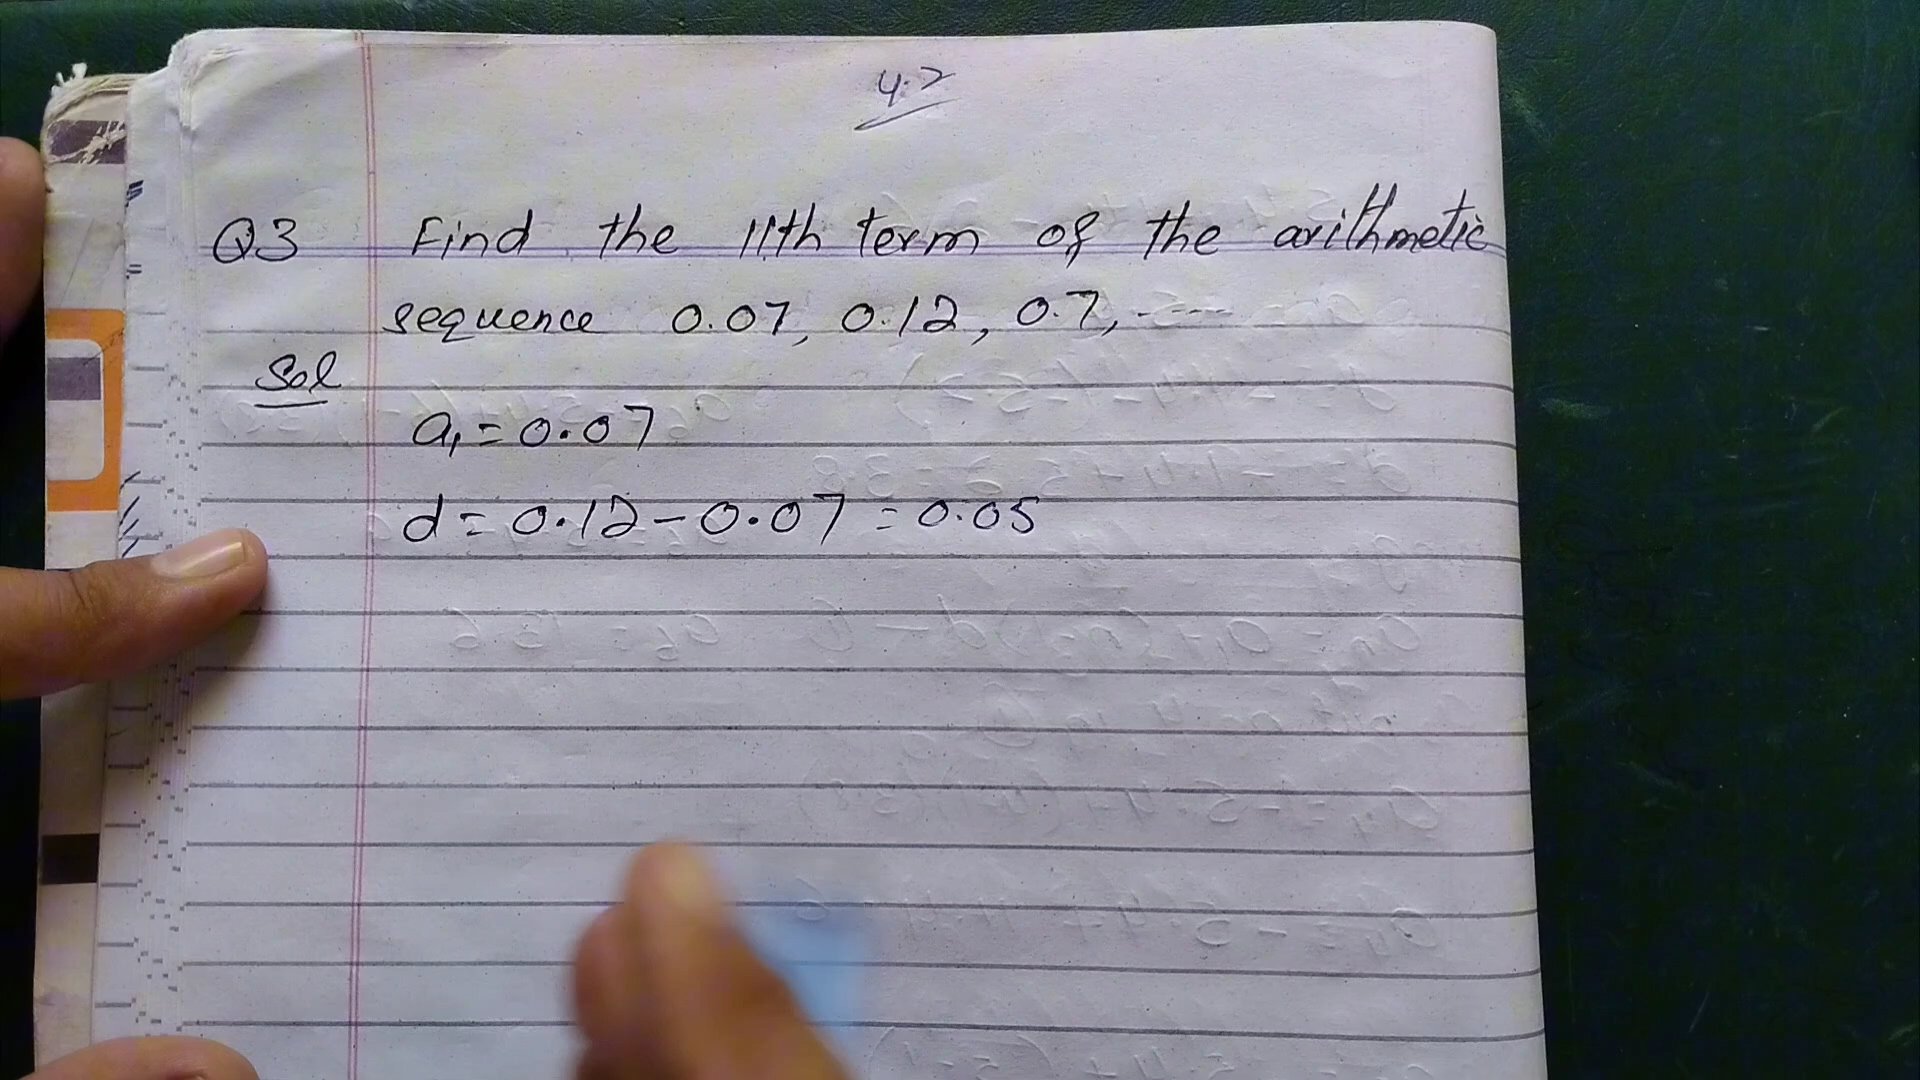 4.2
Q3 Find the 11th term of the arithmetic
sequence 0.07, 0.12, 0.7, -----
Sol
a₁ = 0.07
d = 0.12 - 0.07 = 0.05